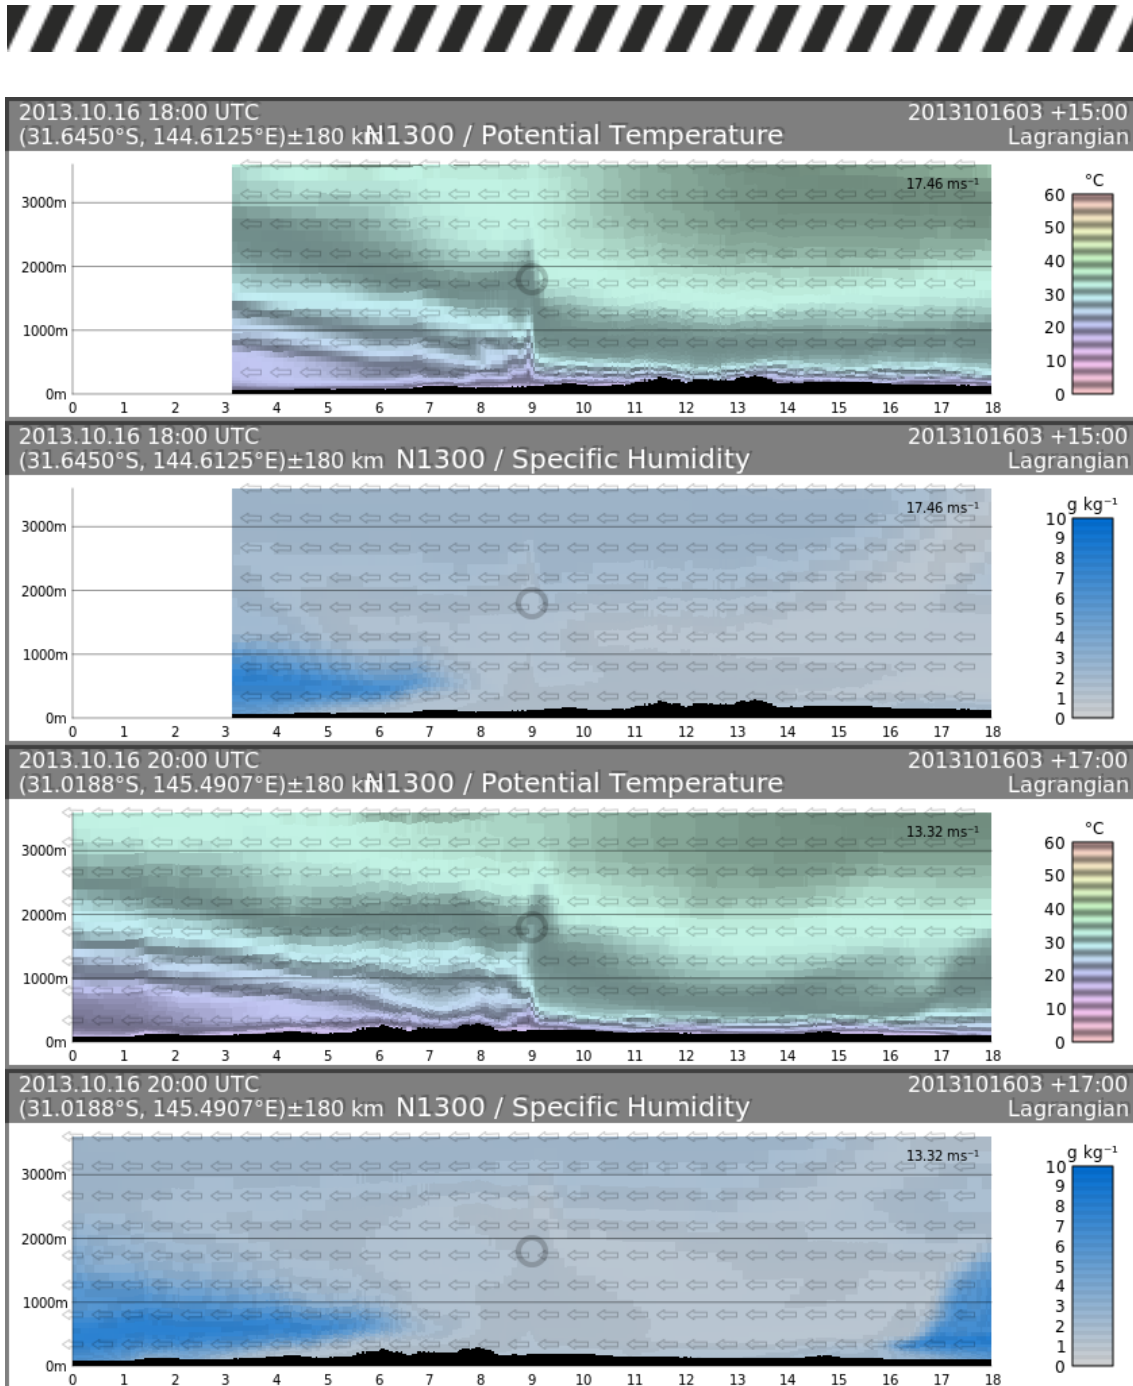 2013.10.16 18:00 UTC
2013101603 +15:00
(31.6450°S, 144.6125°E)±180 km
N1300 / Potential Temperature
Lagrangian
17.46 ms⁻¹
°C
3000m
2000m
1000m
0m
0 1 2 3 4 5 6 7 8 9 10 11 12 13 14 15 16 17 18
60
50
40
30
20
10
0
2013.10.16 18:00 UTC
2013101603 +15:00
(31.6450°S, 144.6125°E)±180 km
N1300 / Specific Humidity
Lagrangian
17.46 ms⁻¹
g kg⁻¹
3000m
2000m
1000m
0m
0 1 2 3 4 5 6 7 8 9 10 11 12 13 14 15 16 17 18
10
9
8
7
6
5
4
3
2
1
0
2013.10.16 20:00 UTC
2013101603 +17:00
(31.0188°S, 145.4907°E)±180 km
N1300 / Potential Temperature
Lagrangian
13.32 ms⁻¹
°C
3000m
2000m
1000m
0m
0 1 2 3 4 5 6 7 8 9 10 11 12 13 14 15 16 17 18
60
50
40
30
20
10
0
2013.10.16 20:00 UTC
2013101603 +17:00
(31.0188°S, 145.4907°E)±180 km
N1300 / Specific Humidity
Lagrangian
13.32 ms⁻¹
g kg⁻¹
3000m
2000m
1000m
0m
0 1 2 3 4 5 6 7 8 9 10 11 12 13 14 15 16 17 18
10
9
8
7
6
5
4
3
2
1
0